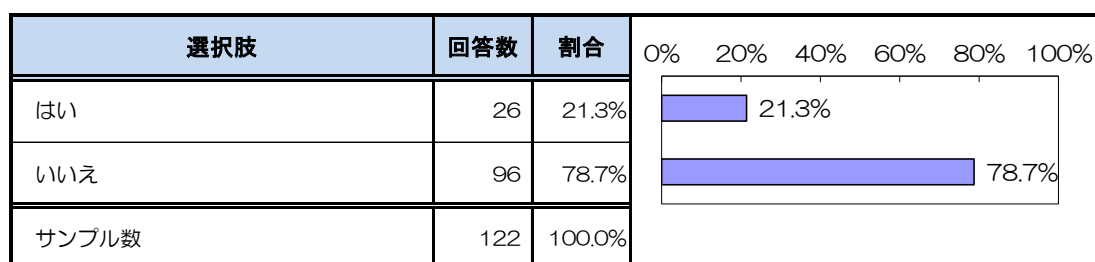 選択肢 回答数 割合
はい 26 21.3%
いいえ 96 78.7%
サンプル数 122 100.0%
0% 20% 40% 60% 80% 100%
21.3%
78.7%